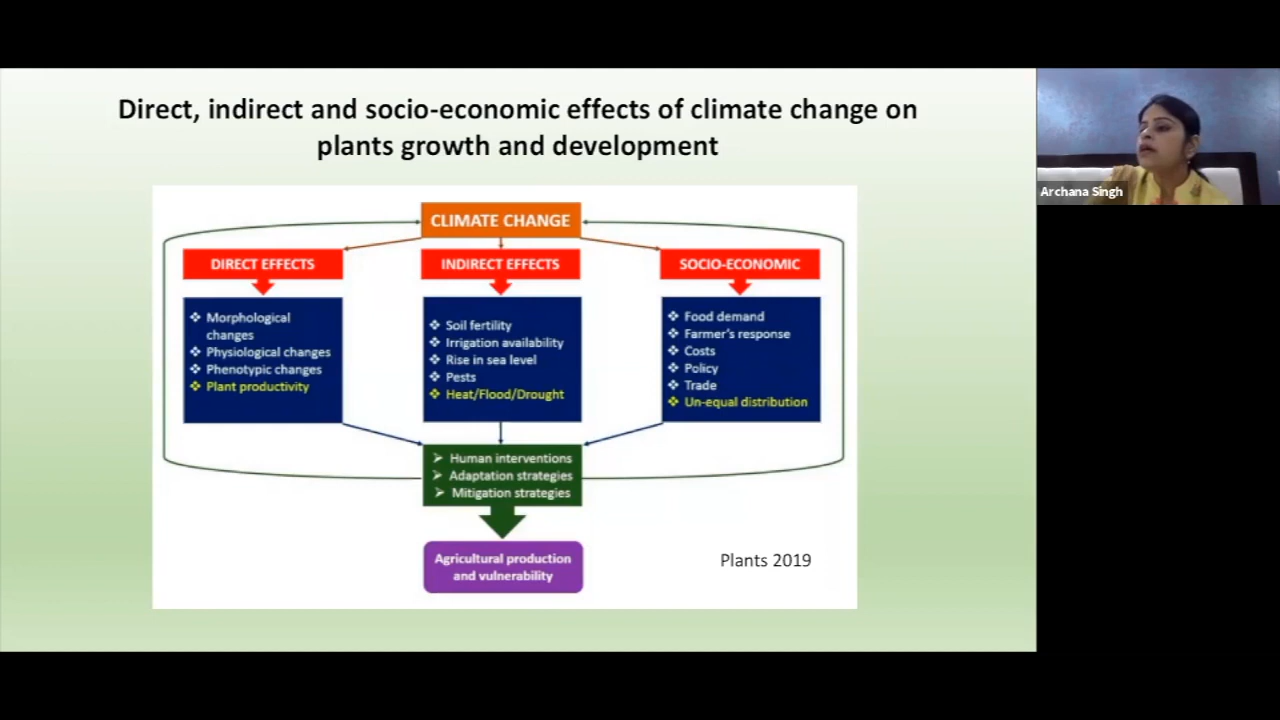 Direct, indirect and socio-economic effects of climate change on
plants growth and development
Archana Singh
CLIMATE CHANGE
DIRECT EFFECTS
INDIRECT EFFECTS
SOCIO-ECONOMIC
Morphological
changes
Physiological changes
Phenotypic changes
Plant productivity
Soil fertility
Irrigation availability
Rise in sea level
Pests
Heat/Flood/Drought
Food demand
Farmer's response
Costs
Policy
Trade
Un-equal distribution
Human interventions
Adaptation strategies
Mitigation strategies
Agricultural production
and vulnerability
Plants 2019